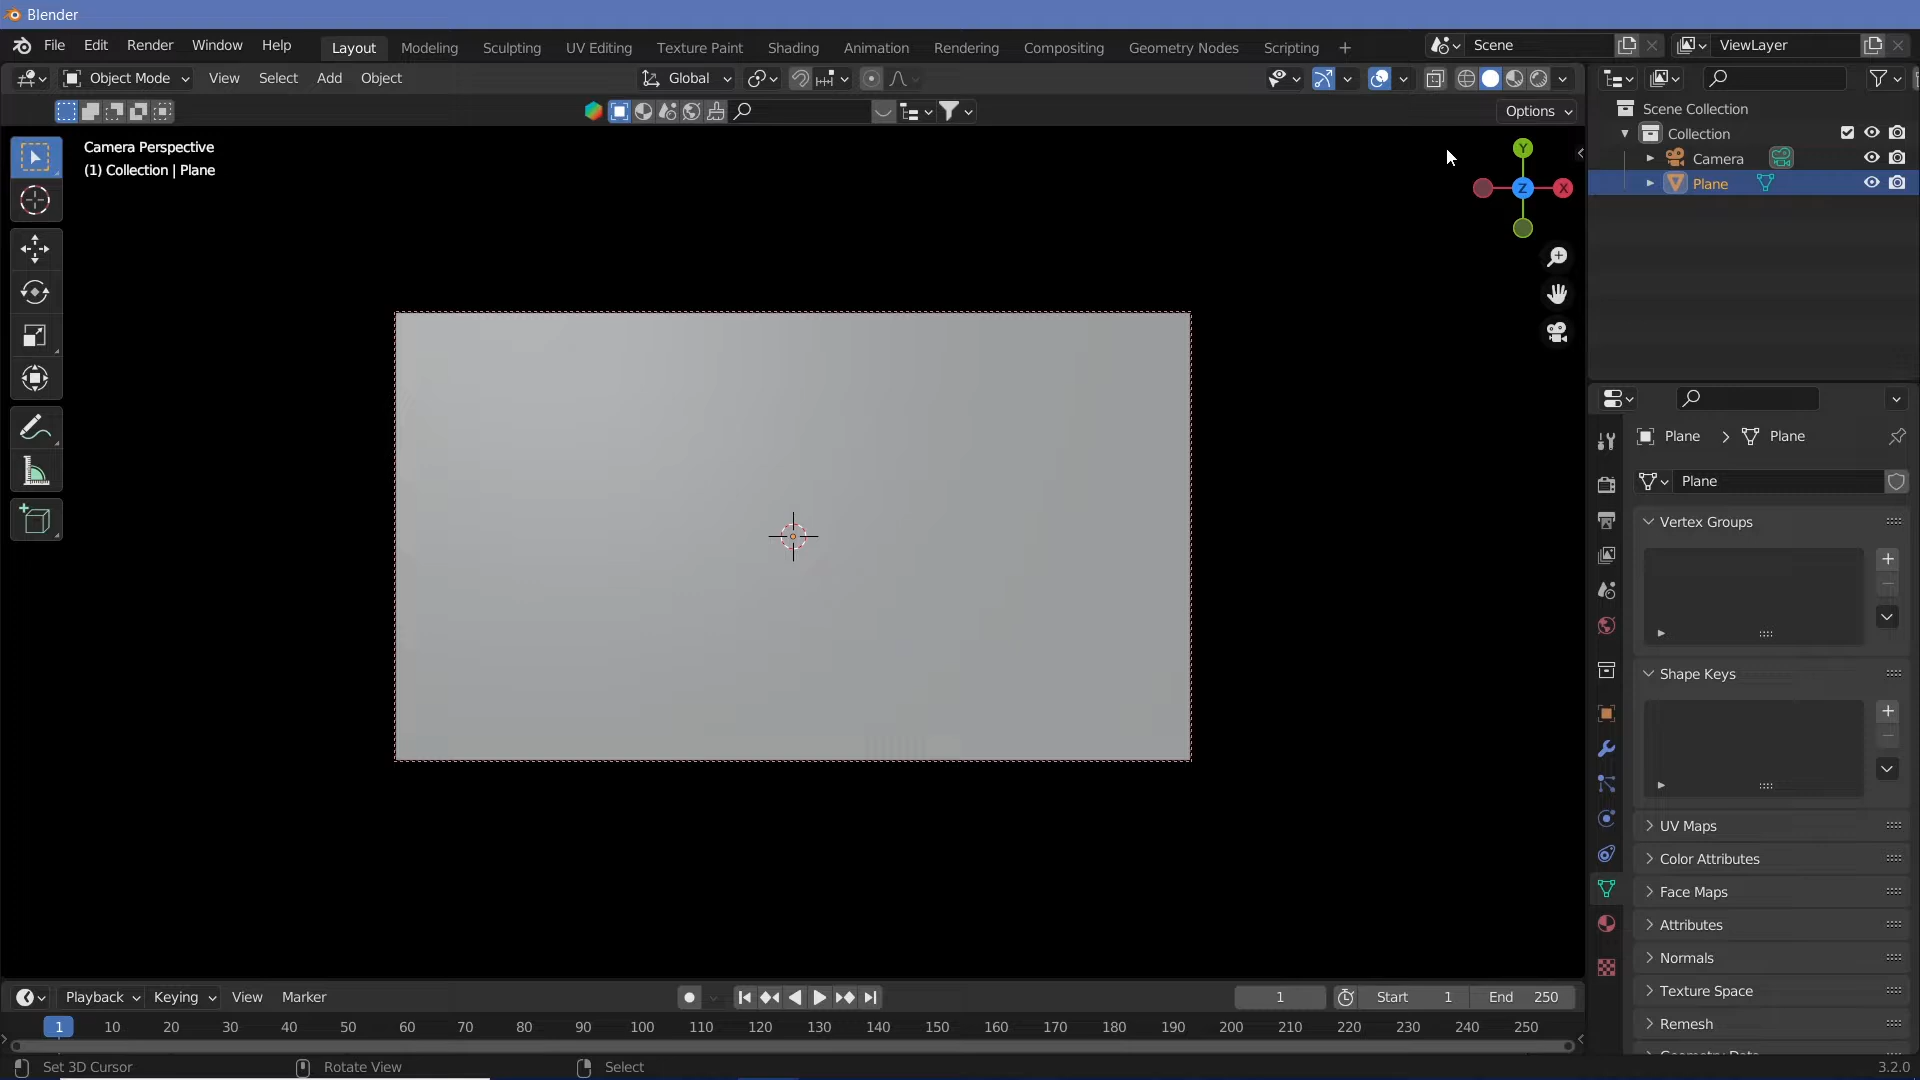 Blender
File Edit Render Window Help Layout Modeling Sculpting UV Editing Texture Paint Shading Animation Rendering Compositing Geometry Nodes Scripting + Scene ViewLayer
Object Mode View Select Add Object Global
Options
Camera Perspective
(1) Collection | Plane
Y
X
Z
Scene Collection
Collection
Camera
Plane
Plane > Plane
Plane
Vertex Groups
Shape Keys
UV Maps
Color Attributes
Face Maps
Attributes
Normals
Texture Space
Remesh
Playback Keying View Marker 1 Start 1 End 250
1 10 20 30 40 50 60 70 80 90 100 110 120 130 140 150 160 170 180 190 200 210 220 230 240 250
Set 3D Cursor Rotate View Select 3.2.0